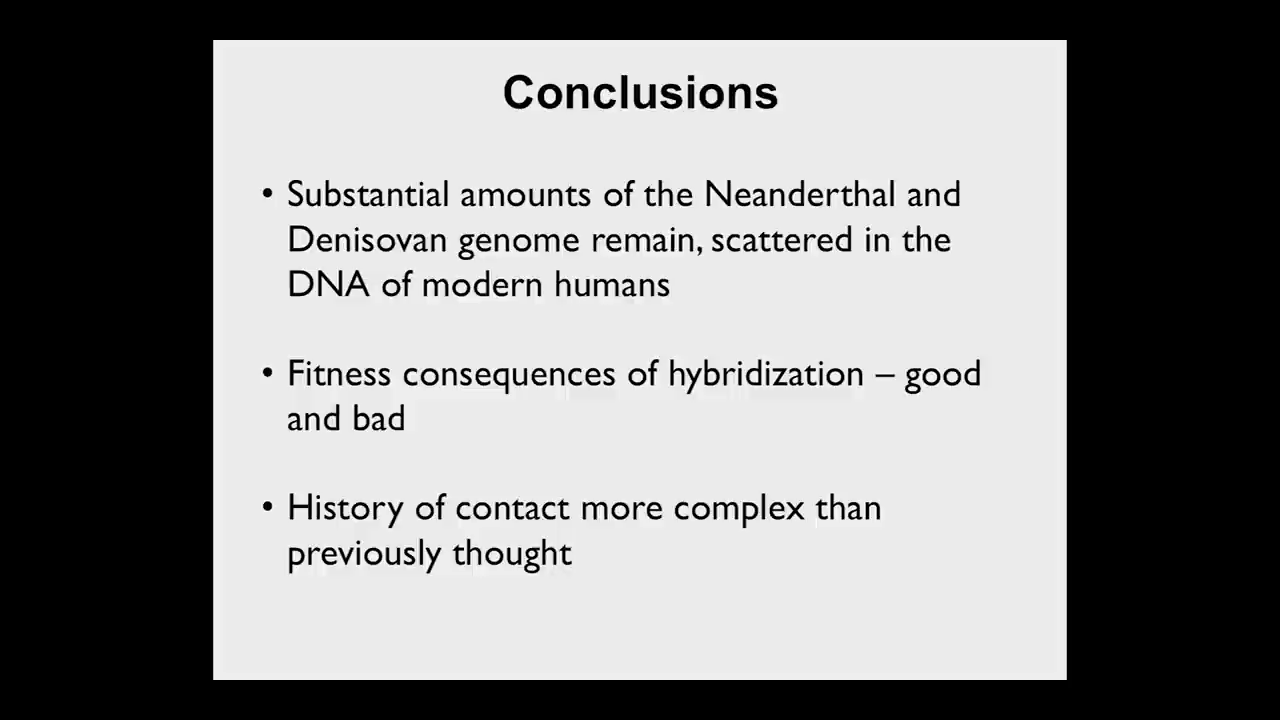 Conclusions
• Substantial amounts of the Neanderthal and
Denisovan genome remain, scattered in the
DNA of modern humans
• Fitness consequences of hybridization – good
and bad
• History of contact more complex than
previously thought